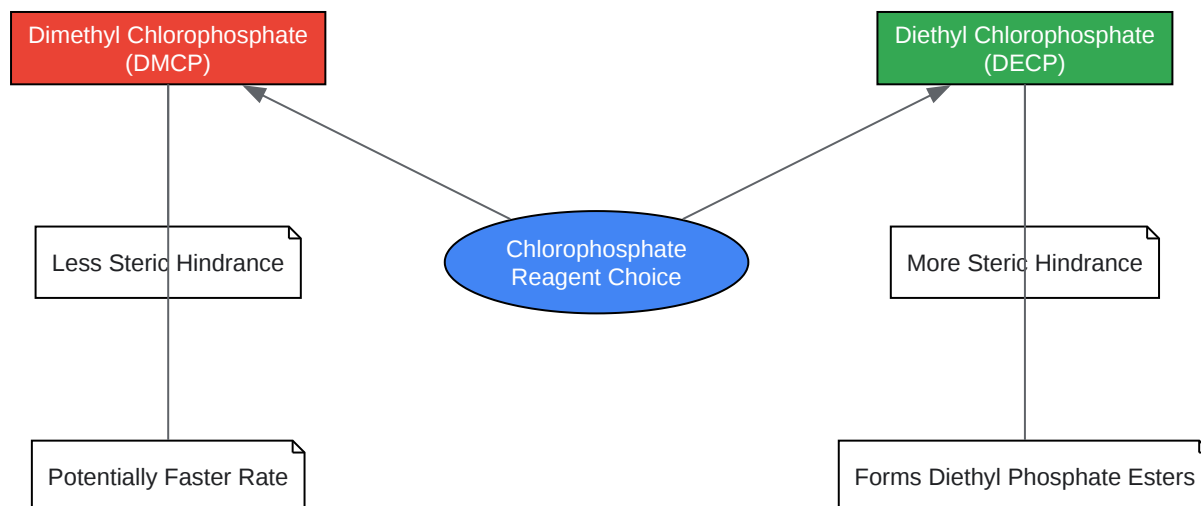 Dimethyl Chlorophosphate
(DMCP)
Diethyl Chlorophosphate
(DECP)
Less Steric Hindrance
Chlorophosphate
Reagent Choice
More Steric Hindrance
Potentially Faster Rate
Forms Diethyl Phosphate Esters